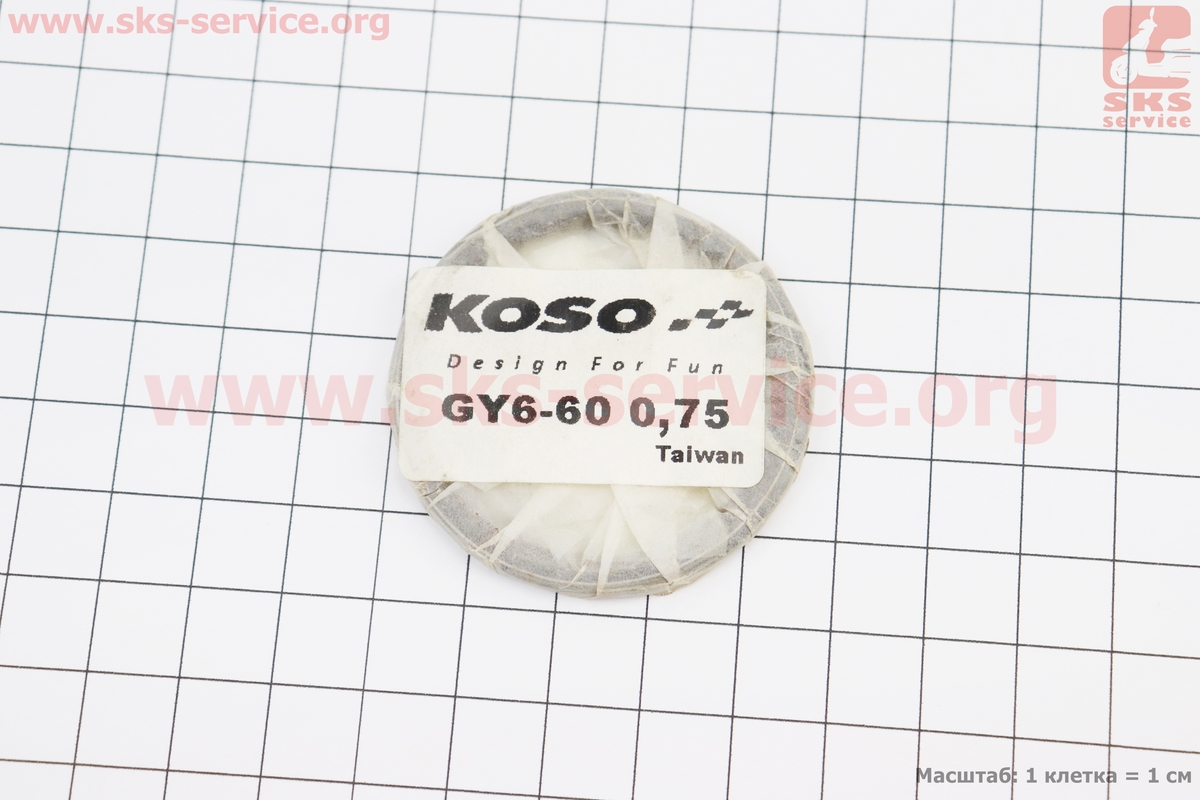 www.sks-service.org
SKS
service
KOSO
Design For Fun
www.sks-service.org
GY6-60 0,75
Taiwan
Масштаб: 1 клетка = 1 см